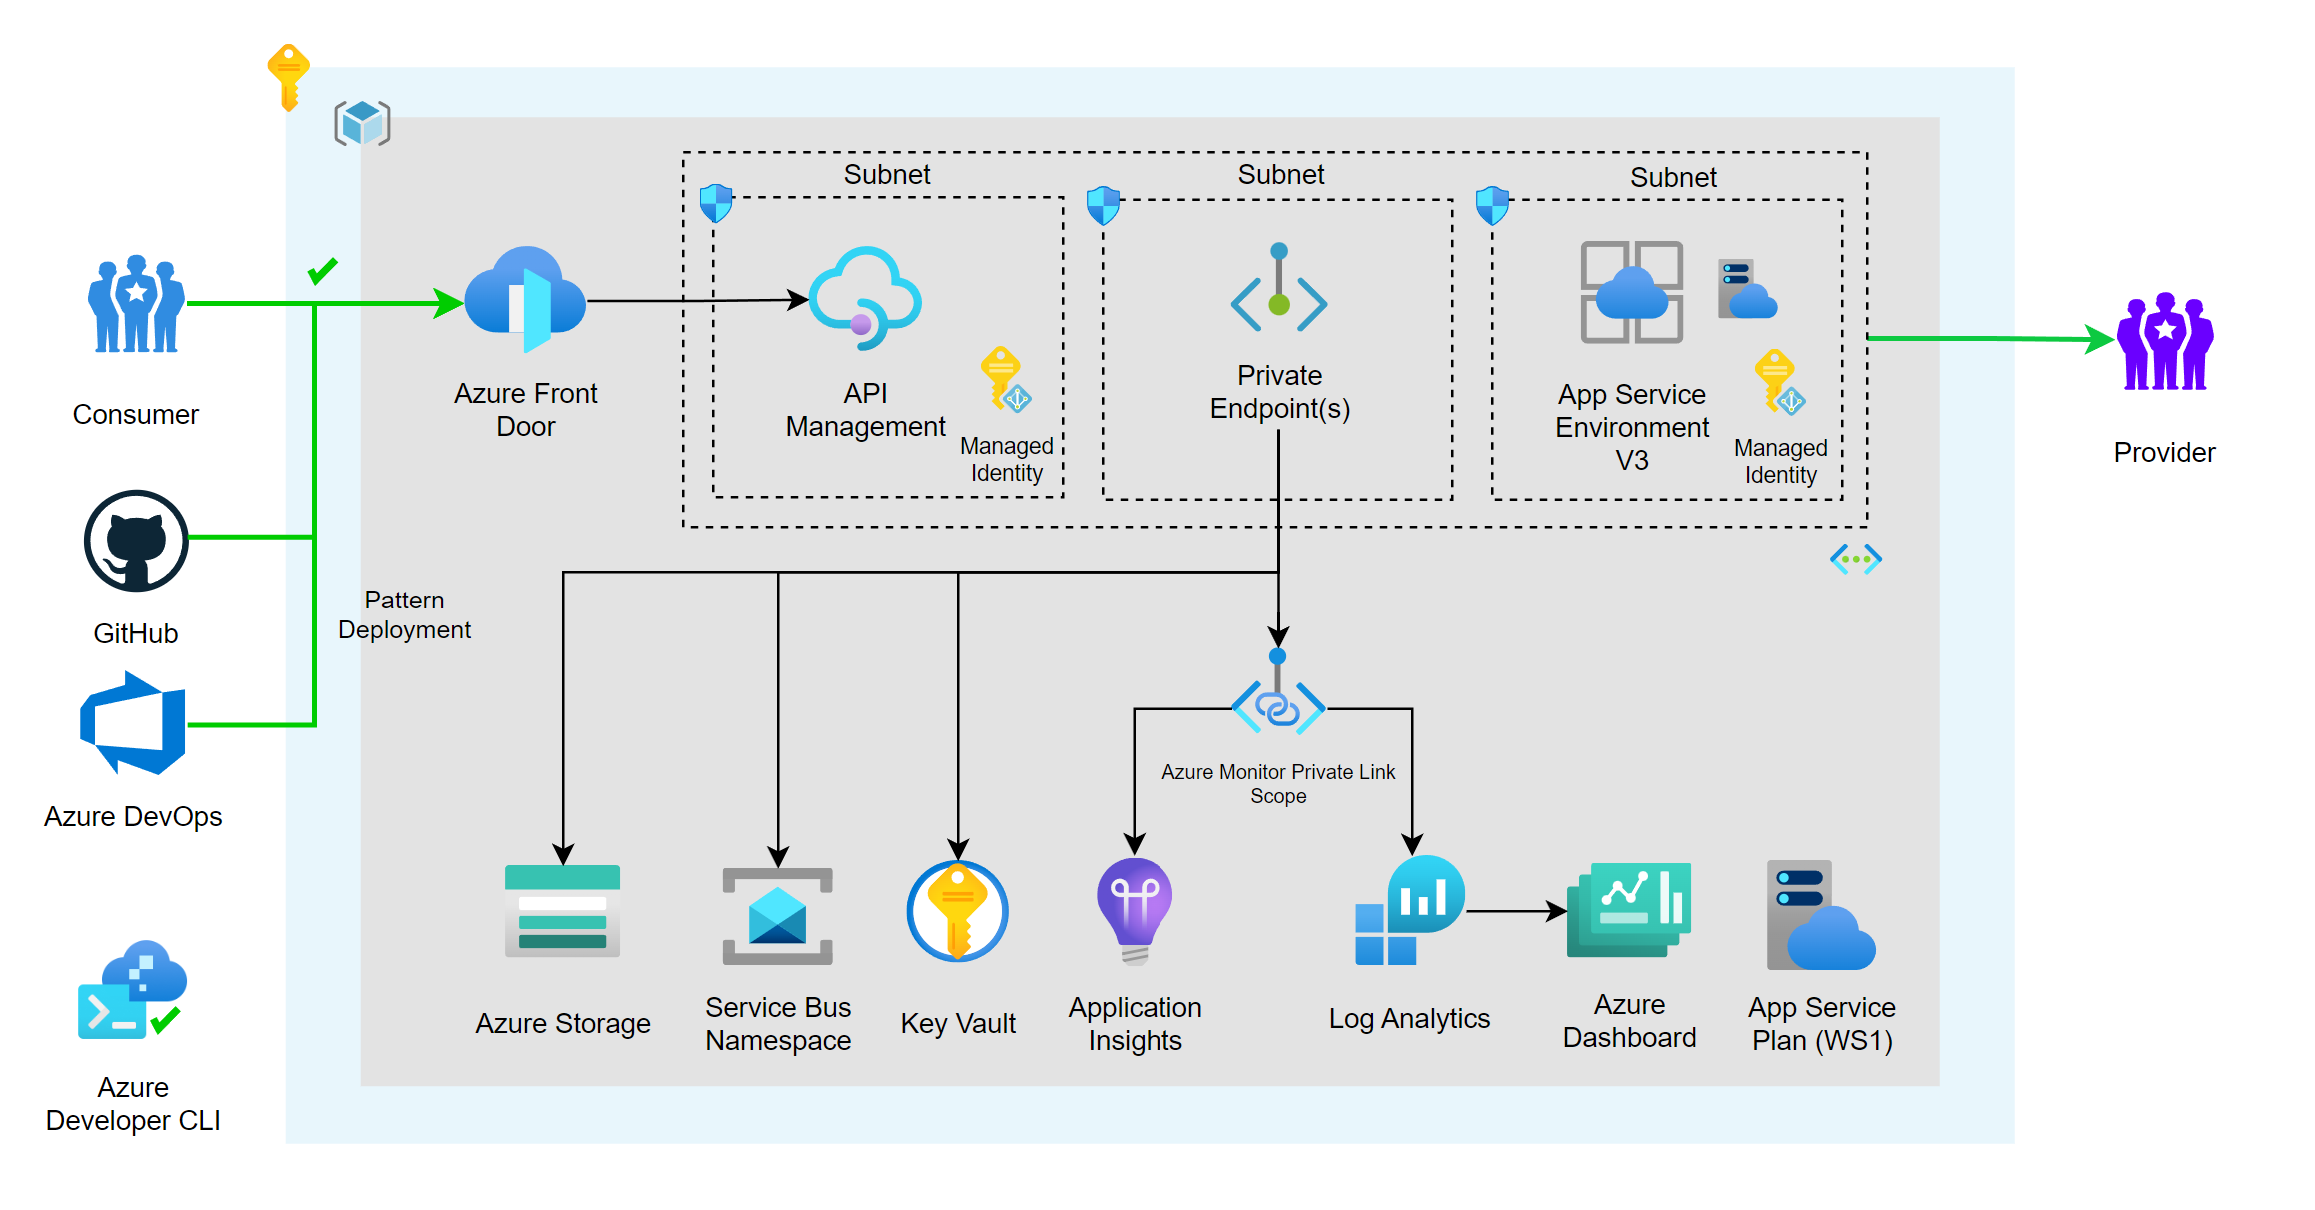 Subnet
Subnet
Subnet
Consumer
Azure Front
Door
API
Management
Managed
Identity
Private
Endpoint(s)
App Service
Environment
V3
Managed
Identity
Provider
GitHub
Pattern
Deployment
Azure DevOps
Azure Monitor Private Link
Scope
Azure Storage
Service Bus
Namespace
Key Vault
Application
Insights
Log Analytics
Azure
Dashboard
App Service
Plan (WS1)
Azure
Developer CLI